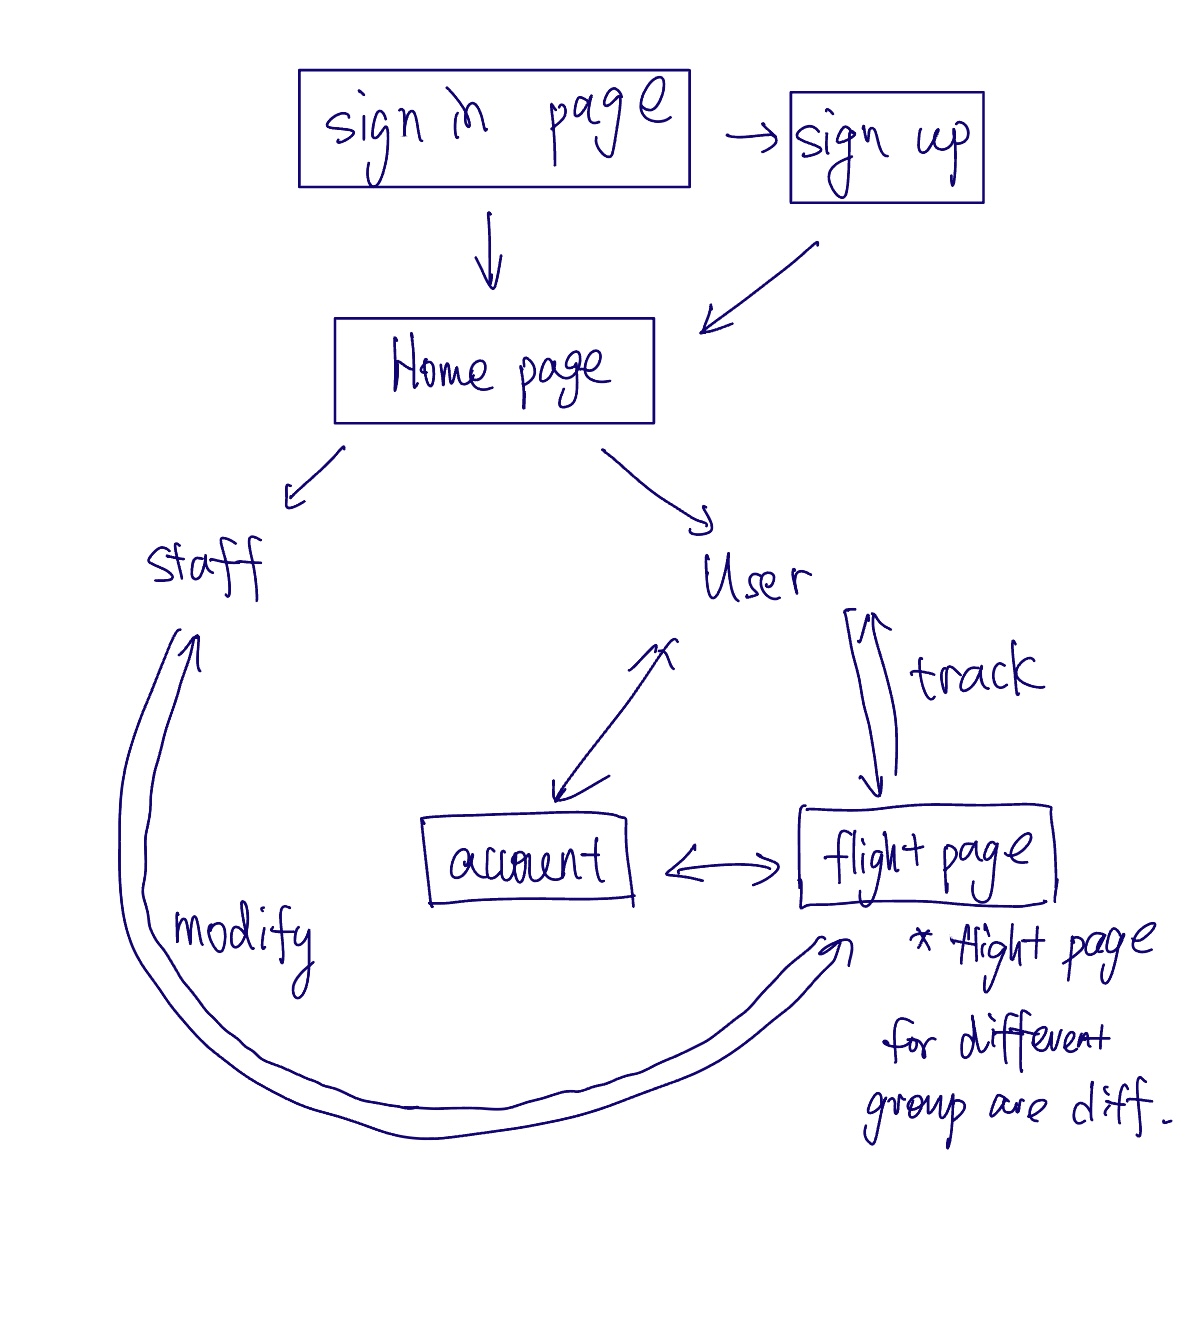 sign in page
sign up
Home page
staff
User
track
account
flight page
modify
* flight page
for different
group are diff.